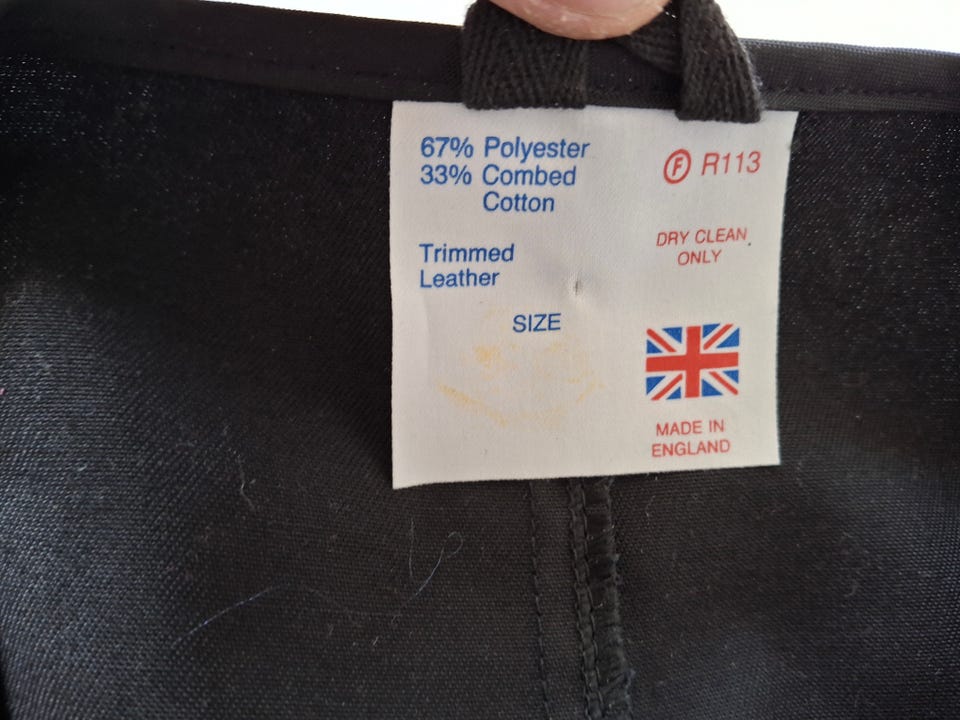 67% Polyester
33% Combed
Cotton
Trimmed
Leather
SIZE
Ⓕ R113
DRY CLEAN
ONLY
MADE IN
ENGLAND